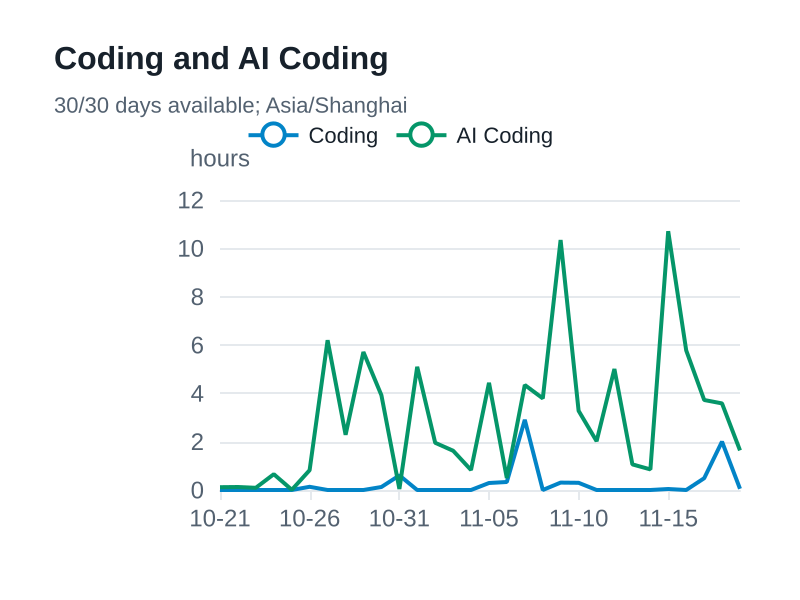 Coding and AI Coding
30/30 days available; Asia/Shanghai
Coding AI Coding
hours
12
10
8
6
4
2
0
10-21 10-26 10-31 11-05 11-10 11-15